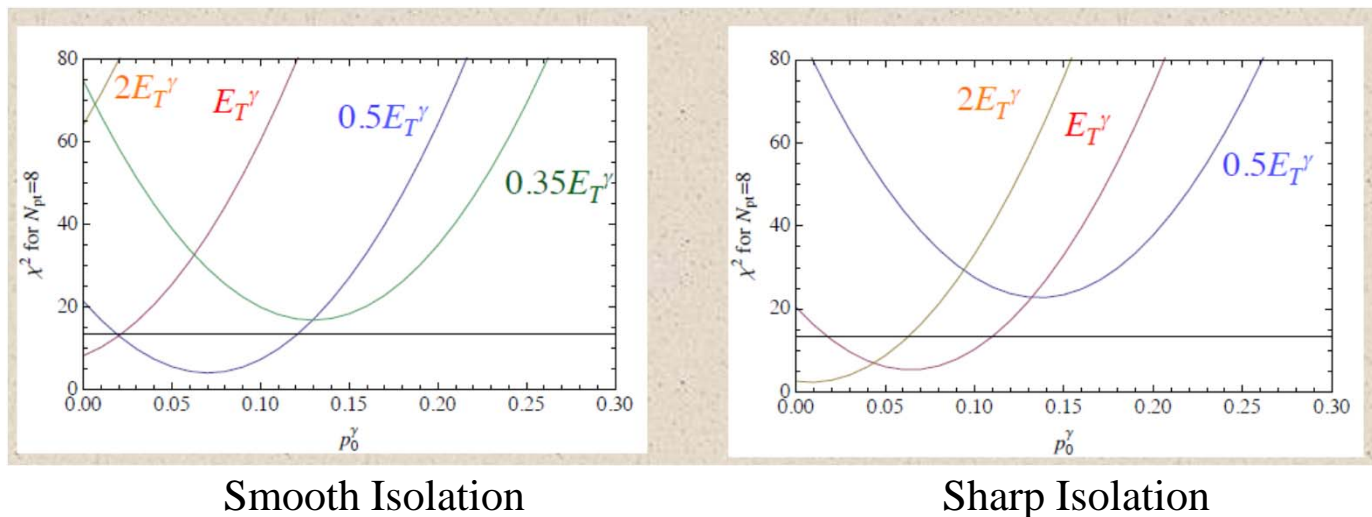 80
60
40
20
0
0.00 0.05 0.10 0.15 0.20 0.25 0.30
χ² for N_pt=8
p₀^γ
2E_T^γ
E_T^γ
0.5E_T^γ
0.35E_T^γ
Smooth Isolation
80
60
40
20
0
0.00 0.05 0.10 0.15 0.20 0.25 0.30
χ² for N_pt=8
p₀^γ
2E_T^γ
E_T^γ
0.5E_T^γ
Sharp Isolation